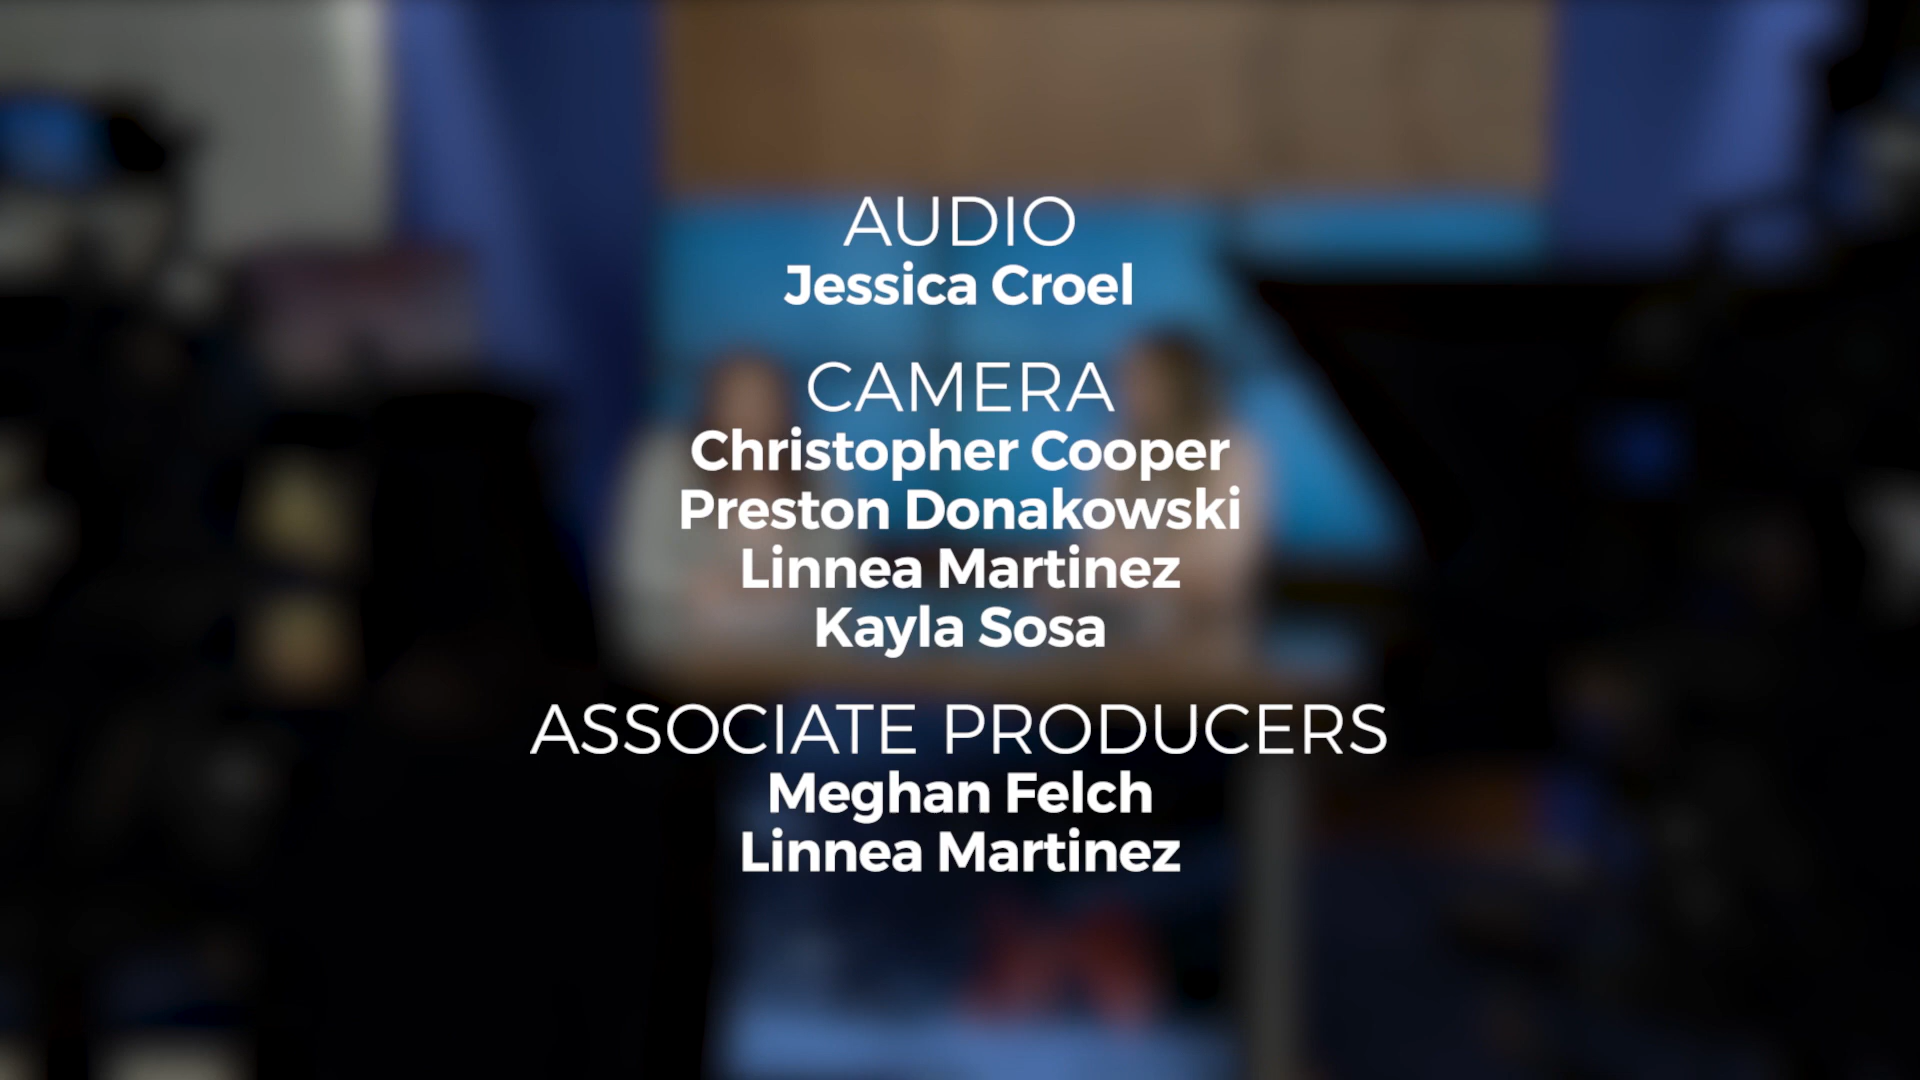 AUDIO
Jessica Croel
CAMERA
Christopher Cooper
Preston Donakowski
Linnea Martinez
Kayla Sosa
ASSOCIATE PRODUCERS
Meghan Felch
Linnea Martinez